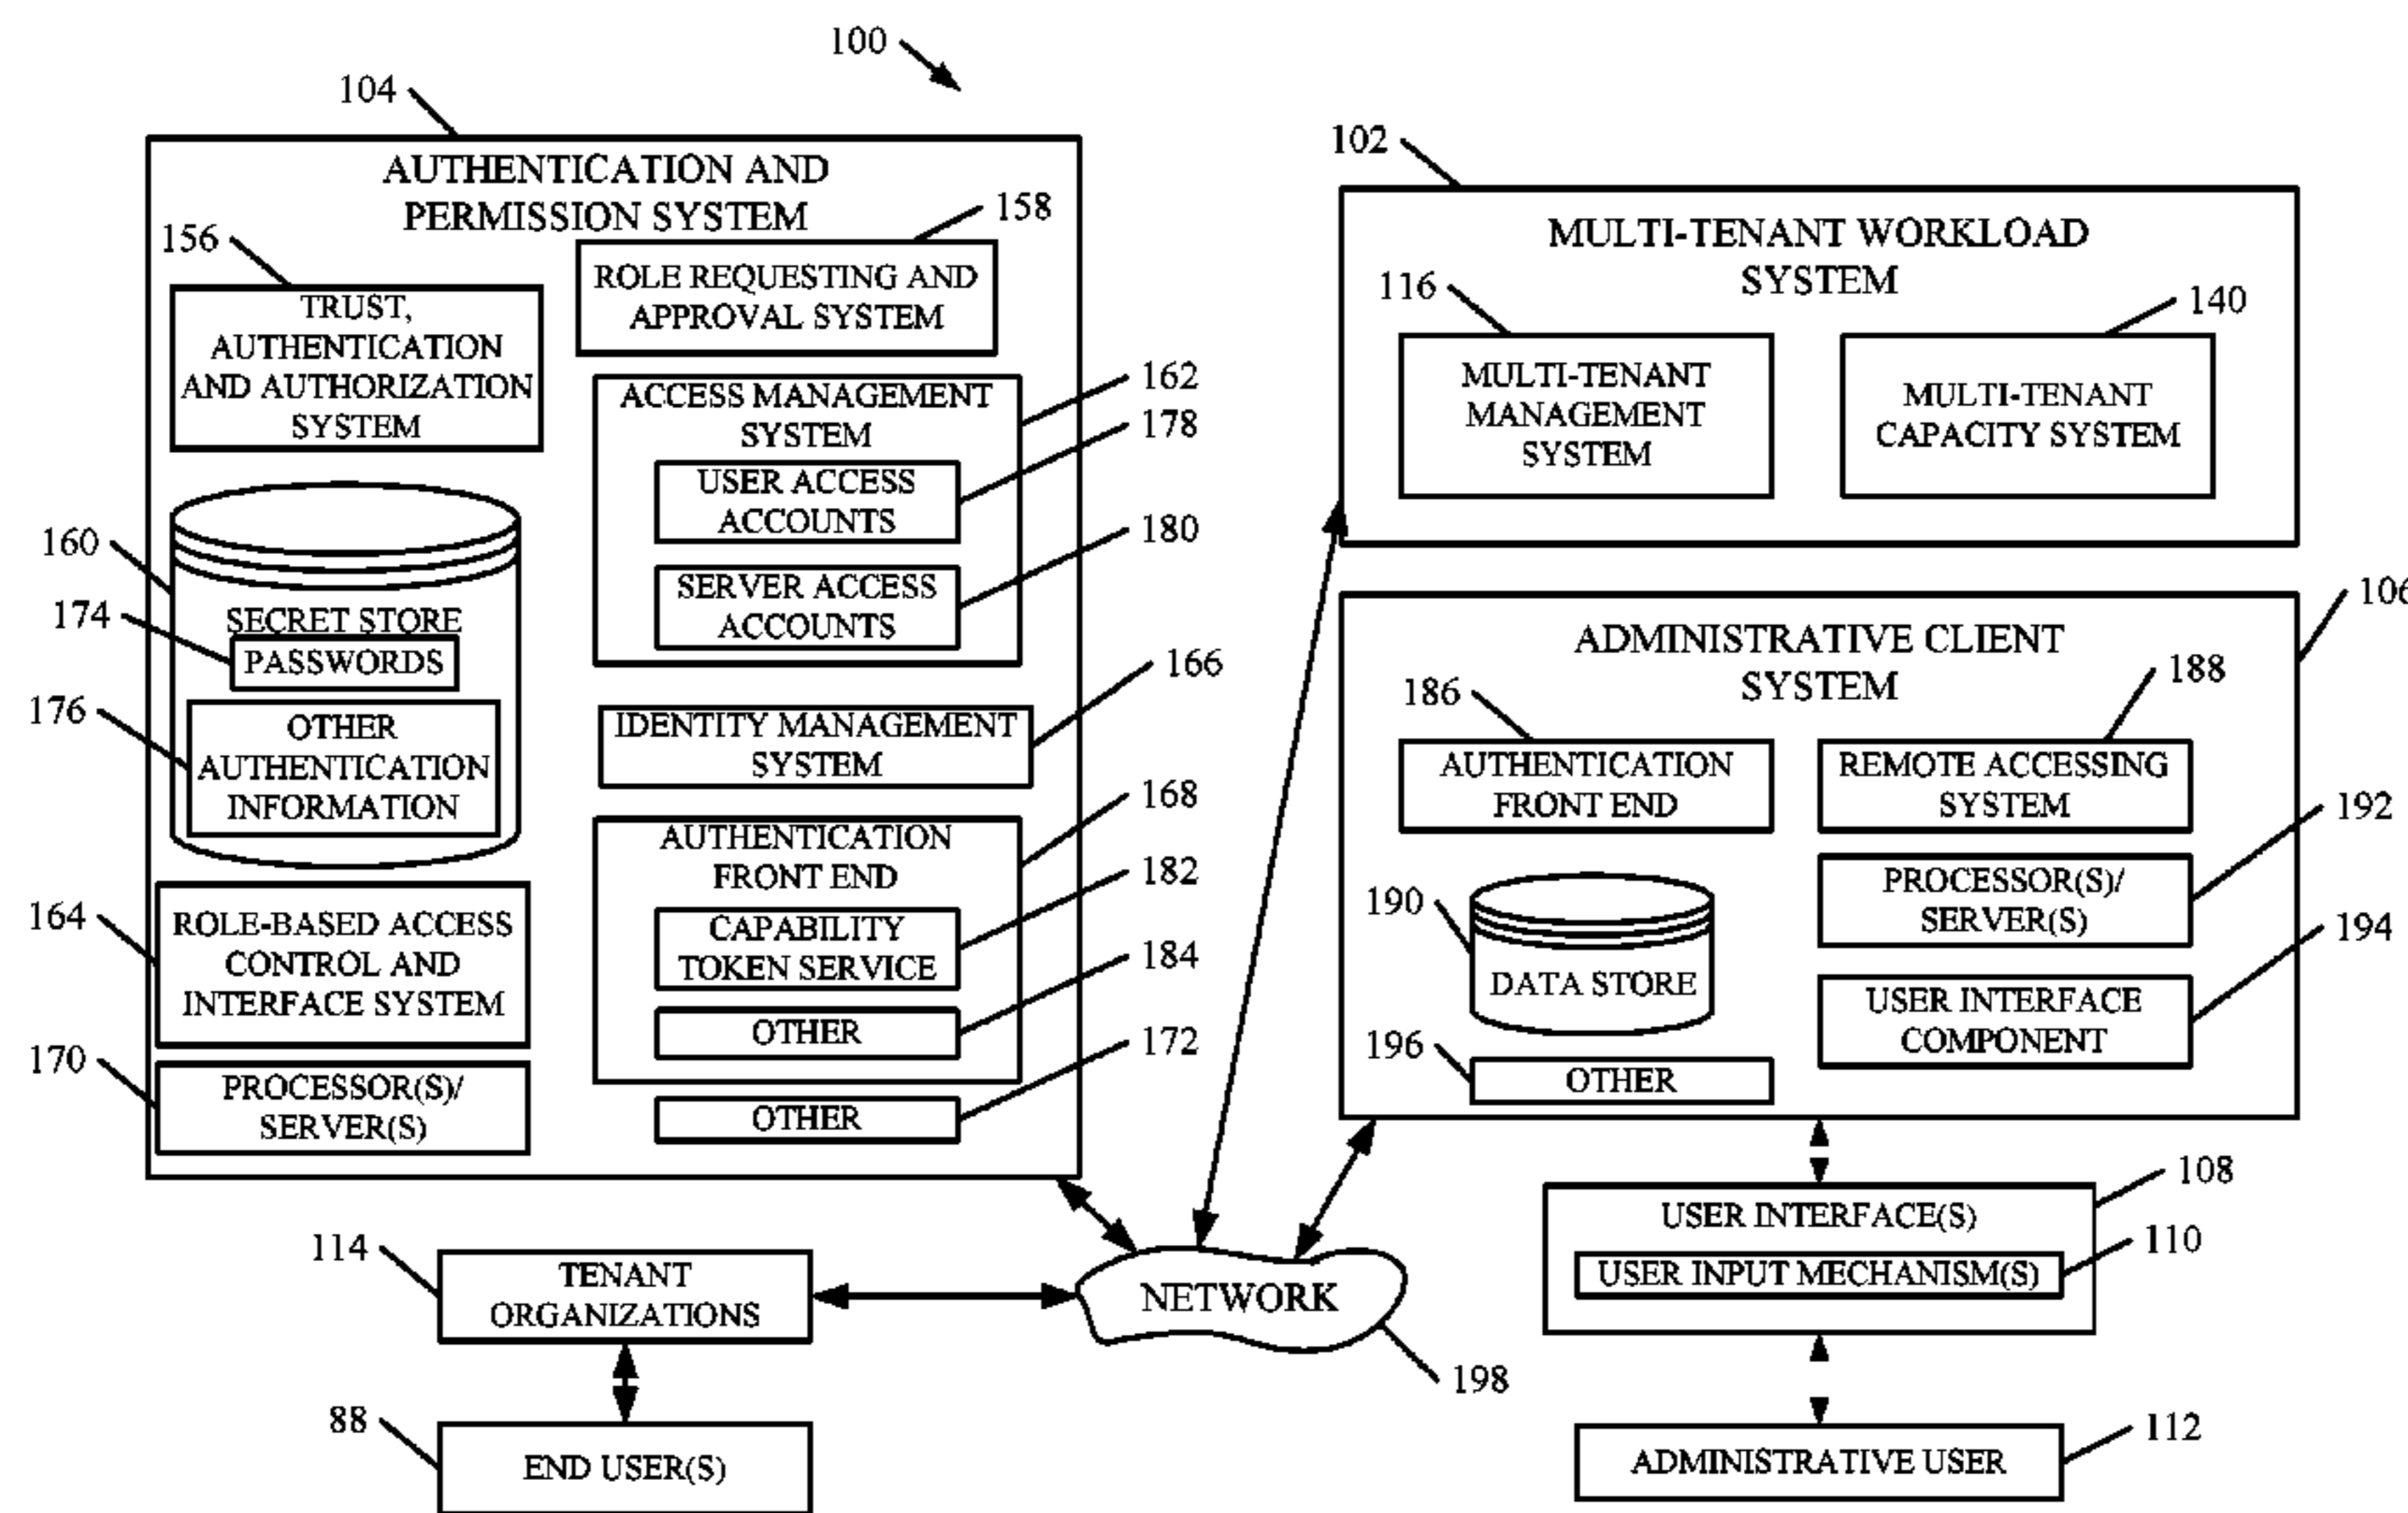 100
104
AUTHENTICATION AND
PERMISSION SYSTEM
156
158
TRUST,
AUTHENTICATION
AND AUTHORIZATION
SYSTEM
ROLE REQUESTING AND
APPROVAL SYSTEM
162
ACCESS MANAGEMENT
SYSTEM
178
USER ACCESS
ACCOUNTS
180
SERVER ACCESS
ACCOUNTS
160
SECRET STORE
174
PASSWORDS
176
OTHER
AUTHENTICATION
INFORMATION
166
IDENTITY MANAGEMENT
SYSTEM
168
AUTHENTICATION
FRONT END
182
CAPABILITY
TOKEN SERVICE
184
OTHER
172
OTHER
164
ROLE-BASED ACCESS
CONTROL AND
INTERFACE SYSTEM
170
PROCESSOR(S)/
SERVER(S)
102
MULTI-TENANT WORKLOAD
SYSTEM
116
140
MULTI-TENANT
MANAGEMENT
SYSTEM
MULTI-TENANT
CAPACITY SYSTEM
106
ADMINISTRATIVE CLIENT
SYSTEM
186
188
AUTHENTICATION
FRONT END
REMOTE ACCESSING
SYSTEM
192
PROCESSOR(S)/
SERVER(S)
190
DATA STORE
194
USER INTERFACE
COMPONENT
196
OTHER
108
USER INTERFACE(S)
110
USER INPUT MECHANISM(S)
114
TENANT
ORGANIZATIONS
NETWORK
198
88
END USER(S)
112
ADMINISTRATIVE USER